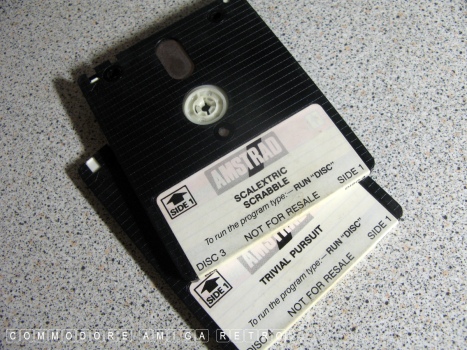 AMSTRAD
SCALEXTRIC
SCRABBLE
SIDE 1
To run the program type:— RUN "DISC"
SIDE 1
DISC 3
NOT FOR RESALE
TRIVIAL PURSUIT
SIDE 1
To run the program type:— RUN "DISC"
SIDE 1
NOT FOR RESALE
COMMODORE AMIGA RETRO